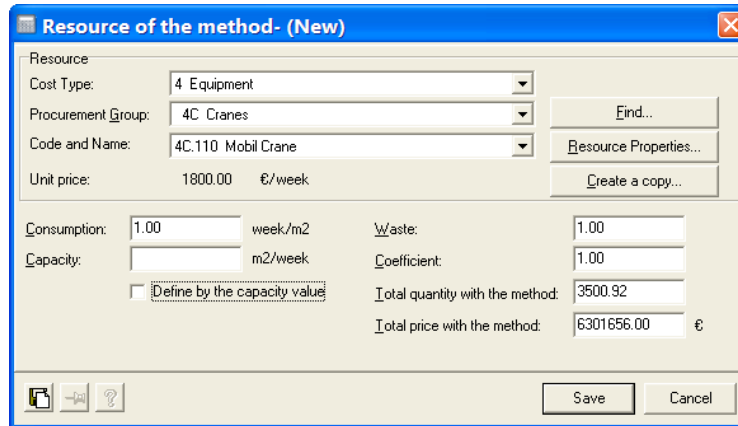 Resource of the method- (New)
Resource
Cost Type: 4 Equipment
Procurement Group: 4C Cranes Find...
Code and Name: 4C.110 Mobil Crane Resource Properties...
Unit price: 1800.00 €/week Create a copy...
Consumption: 1.00 week/m2 Waste: 1.00
Capacity: m2/week Coefficient: 1.00
Define by the capacity value Total quantity with the method: 3500.92
Total price with the method: 6301656.00 €
Save Cancel